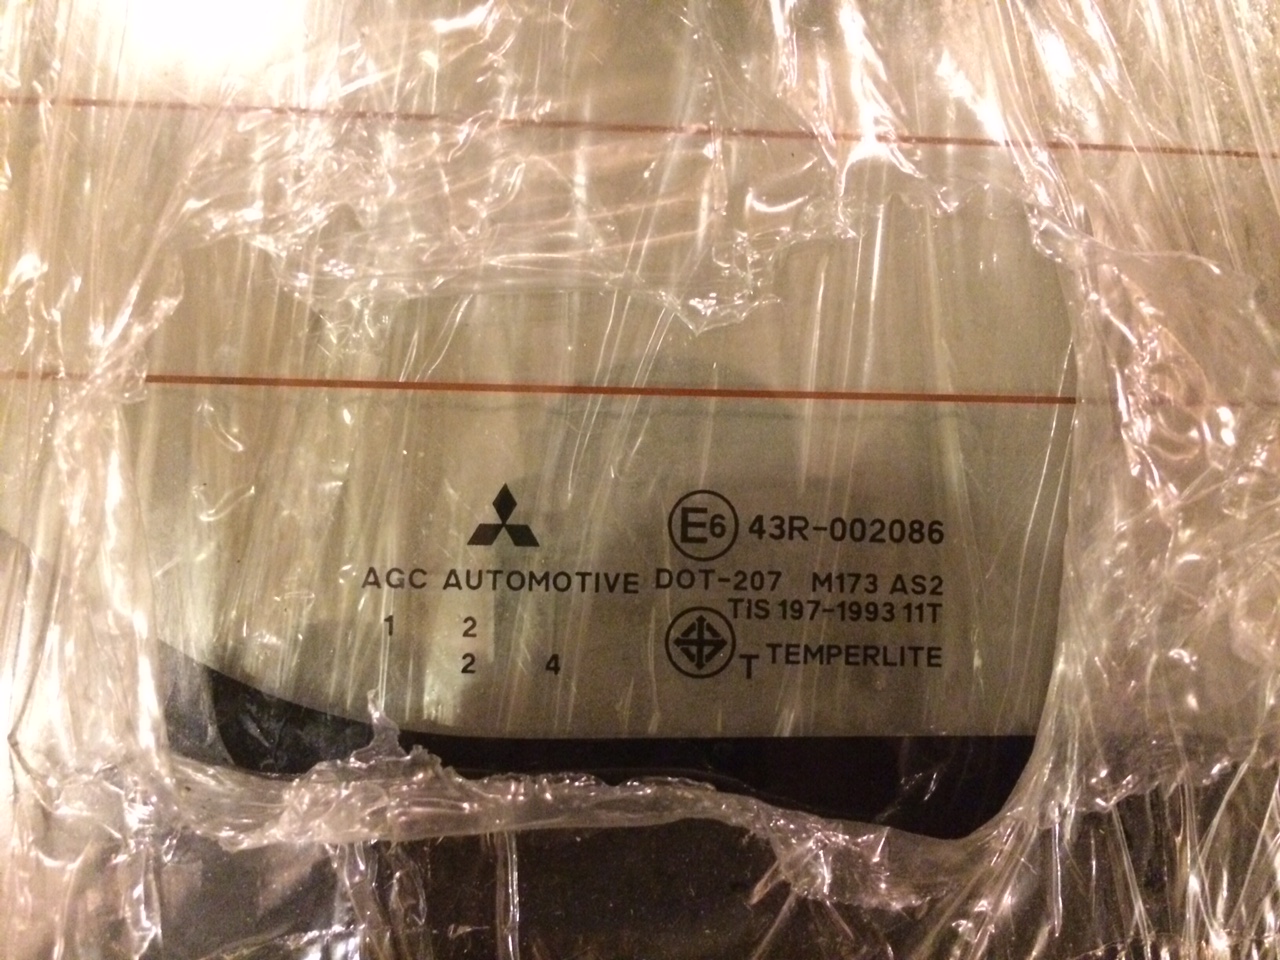 E6 43R-002086
AGC AUTOMOTIVE DOT-207 M173 AS2
TIS 197-1993 11T
1 2
2 4
T TEMPERLITE